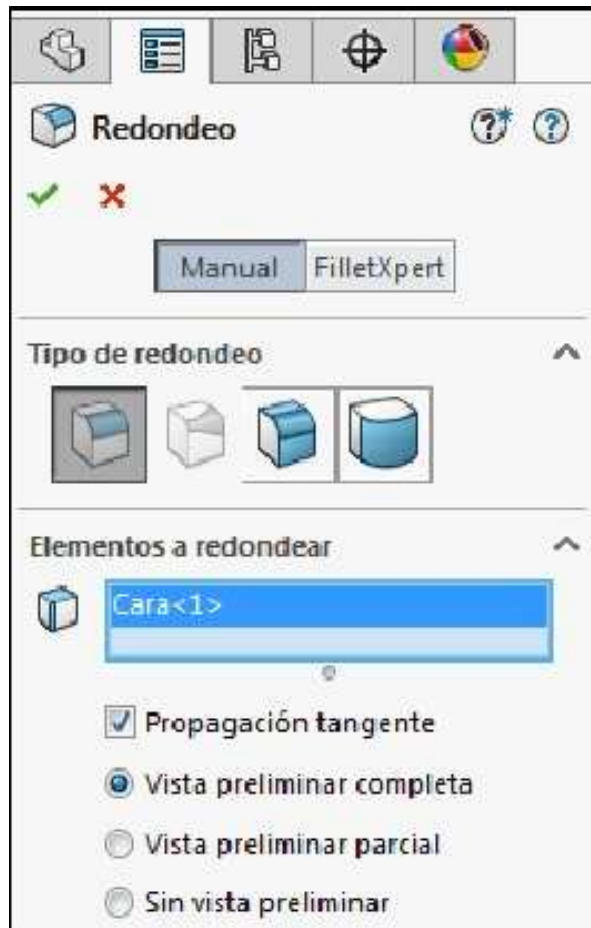 Redondeo
Manual FilletXpert
Tipo de redondeo
Elementos a redondear
Cara<1>
Propagación tangente
Vista preliminar completa
Vista preliminar parcial
Sin vista preliminar